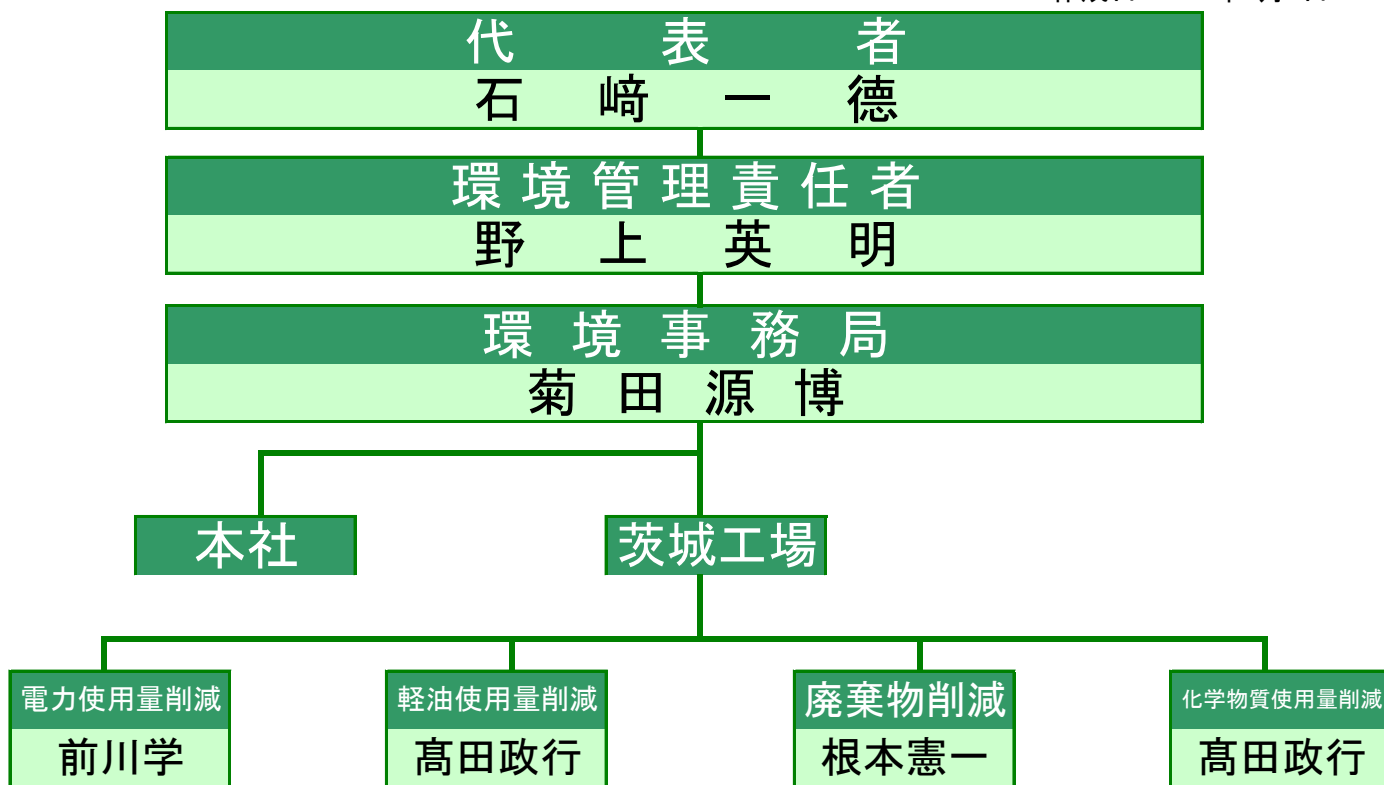 代表者
石﨑一德
環境管理責任者
野上英明
環境事務局
菊田源博
本社
茨城工場
電力使用量削減
軽油使用量削減
廃棄物削減
化学物質使用量削減
前川学
髙田政行
根本憲一
髙田政行